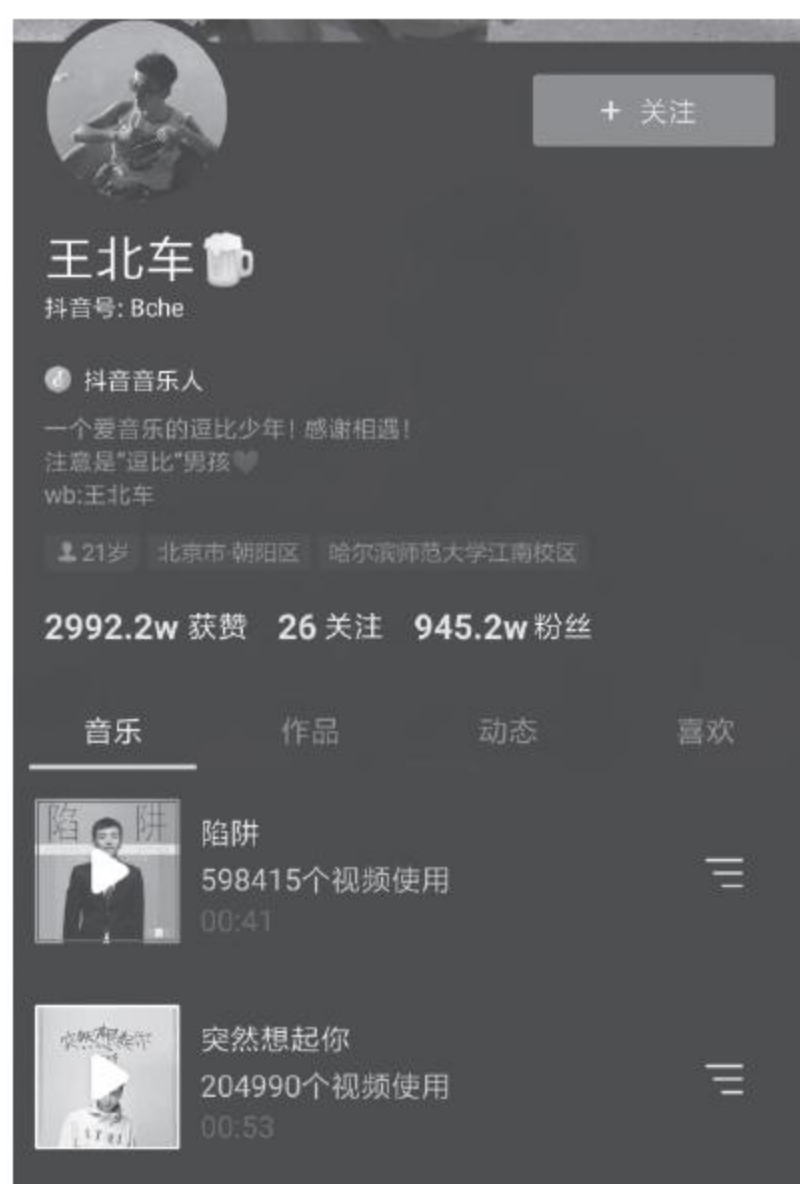 + 关注
王北车🍺
抖音号: Bche
抖音音乐人
一个爱音乐的逗比少年！感谢相遇！
注意是“逗比”男孩🖤
wb:王北车
21岁 北京市·朝阳区 哈尔滨师范大学江南校区
2992.2w 获赞 26 关注 945.2w 粉丝
音乐 作品 动态 喜欢
陷 阱
陷阱
598415个视频使用
00:41
突然想起你
突然想起你
204990个视频使用
00:53